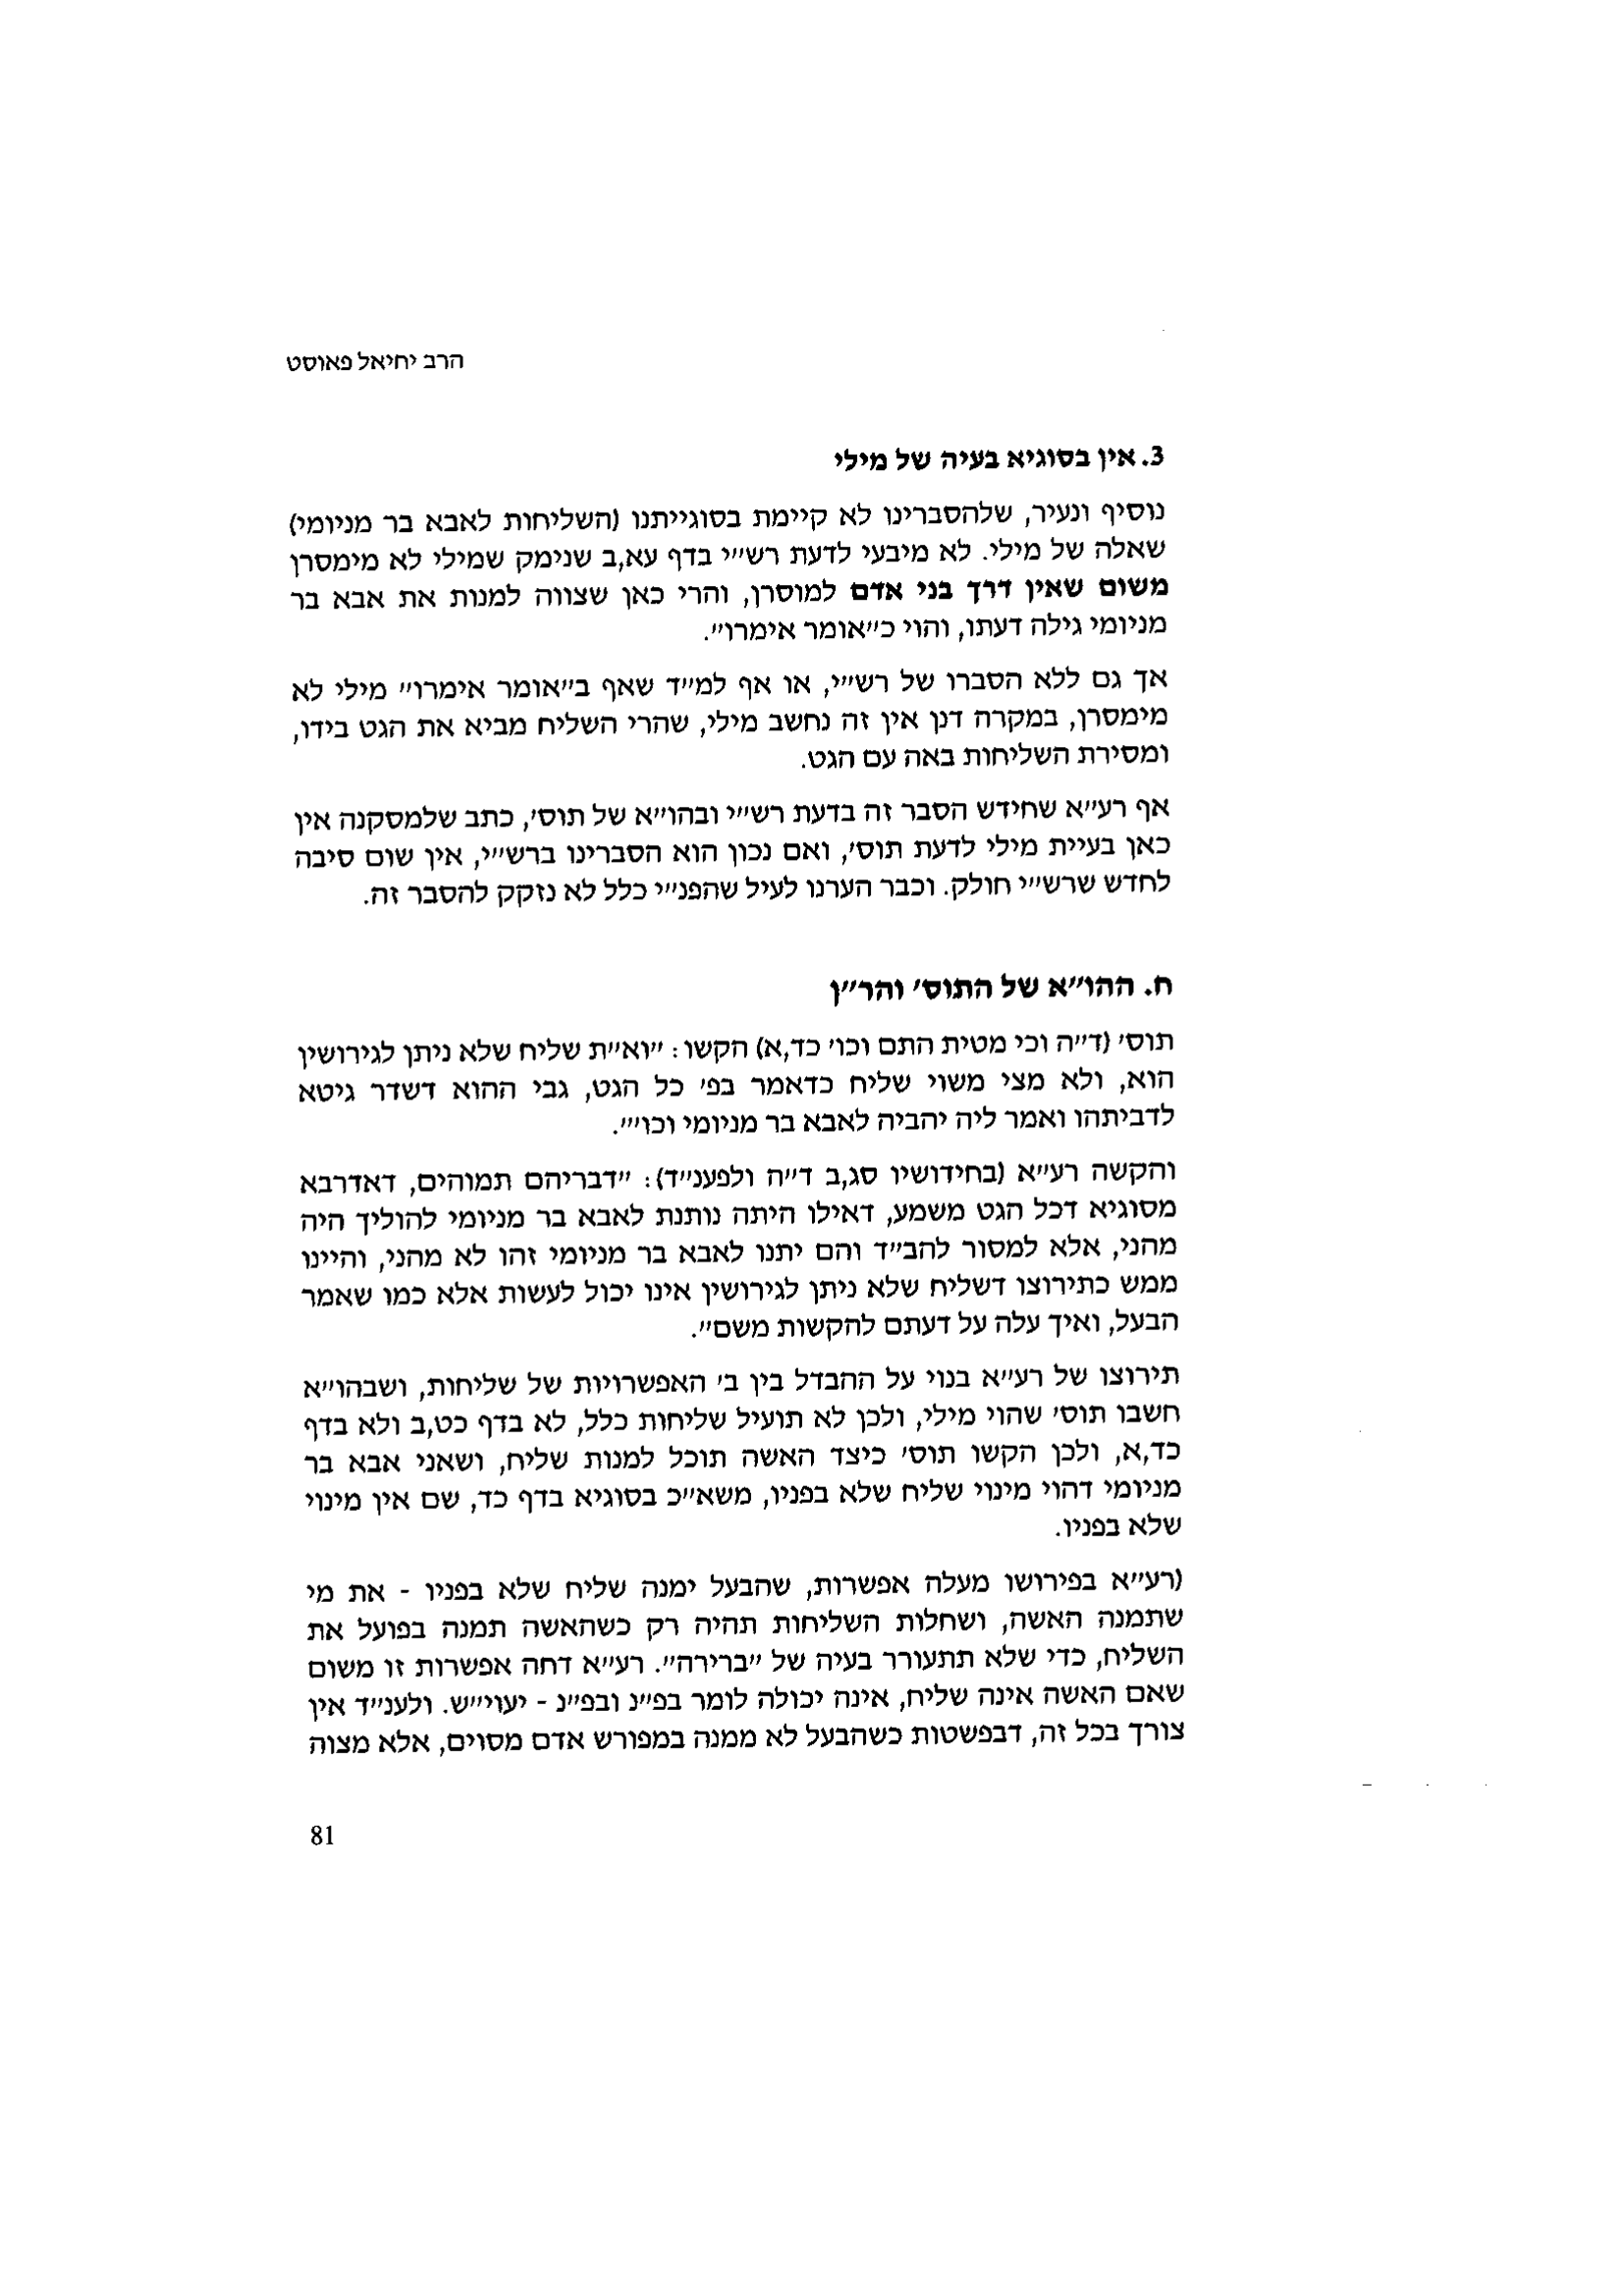 הרב יחיאל פאוסט
3. אין בסוגיא בעיה של מילי
נוסיף ונעיר, שלהסברינו לא קיימת בסוגייתנו (השליחות לאבא בר מניומי)
שאלה של מילי. לא מיבעי לדעת רש״י בדף עא,ב שנימק שמילי לא מימסרן
משום שאין דרך בני אדם למוסרן, והרי כאן שצווה למנות את אבא בר
מניומי גילה דעתו, והוי כ״אומר אימרו״.
אך גם ללא הסברו של רש״י, או אף למ״ד שאף ב״אומר אימרו״ מילי לא
מימסרן, במקרה דנן אין זה נחשב מילי, שהרי השליח מביא את הגט בידו,
ומסירת השליחות באה עם הגט.
אף רע״א שחידש הסבר זה בדעת רש״י ובהו״א של תוס׳, כתב שלמסקנה אין
כאן בעיית מילי לדעת תוס׳, ואם נכון הוא הסברינו ברש״י, אין שום סיבה
לחדש שרש״י חולק. וכבר הערנו לעיל שהפנ״י כלל לא נזקק להסבר זה.
ח. ההו״א של התוס׳ והר״ן
תוס׳ (ד״ה וכי מטית התם וכו׳ כד,א) הקשו: ״וא״ת שליח שלא ניתן לגירושין
הוא, ולא מצי משוי שליח כדאמר בפ׳ כל הגט, גבי ההוא דשדר גיטא
לדביתהו ואמר ליה יהביה לאבא בר מניומי וכו׳״.
והקשה רע״א (בחידושיו סג,ב ד״ה ולפענ״ד): ״דבריהם תמוהים, דאדרבא
מסוגיא דכל הגט משמע, דאילו היתה נותנת לאבא בר מניומי להוליך היה
מהני, אלא למסור להב״ד והם יתנו לאבא בר מניומי זהו לא מהני, והיינו
ממש כתירוצו דשליח שלא ניתן לגירושין אינו יכול לעשות אלא כמו שאמר
הבעל, ואיך עלה על דעתם להקשות משם״.
תירוצו של רע״א בנוי על ההבדל בין ב׳ האפשרויות של שליחות, ושבהו״א
חשבו תוס׳ שהוי מילי, ולכן לא תועיל שליחות כלל, לא בדף כט,ב ולא בדף
כד,א, ולכן הקשו תוס׳ כיצד האשה תוכל למנות שליח, ושאני אבא בר
מניומי דהוי מינוי שליח שלא בפניו, משא״כ בסוגיא בדף כד, שם אין מינוי
שלא בפניו.
(רע״א בפירושו מעלה אפשרות, שהבעל ימנה שליח שלא בפניו - את מי
שתמנה האשה, ושחלות השליחות תהיה רק כשהאשה תמנה בפועל את
השליח, כדי שלא תתעורר בעיה של ״ברירה״. רע״א דחה אפשרות זו משום
שאם האשה אינה שליח, אינה יכולה לומר בפ״נ ובפ״נ - יעוי״ש. ולענ״ד אין
צורך בכל זה, דבפשטות כשהבעל לא ממנה במפורש אדם מסוים, אלא מצוה
81